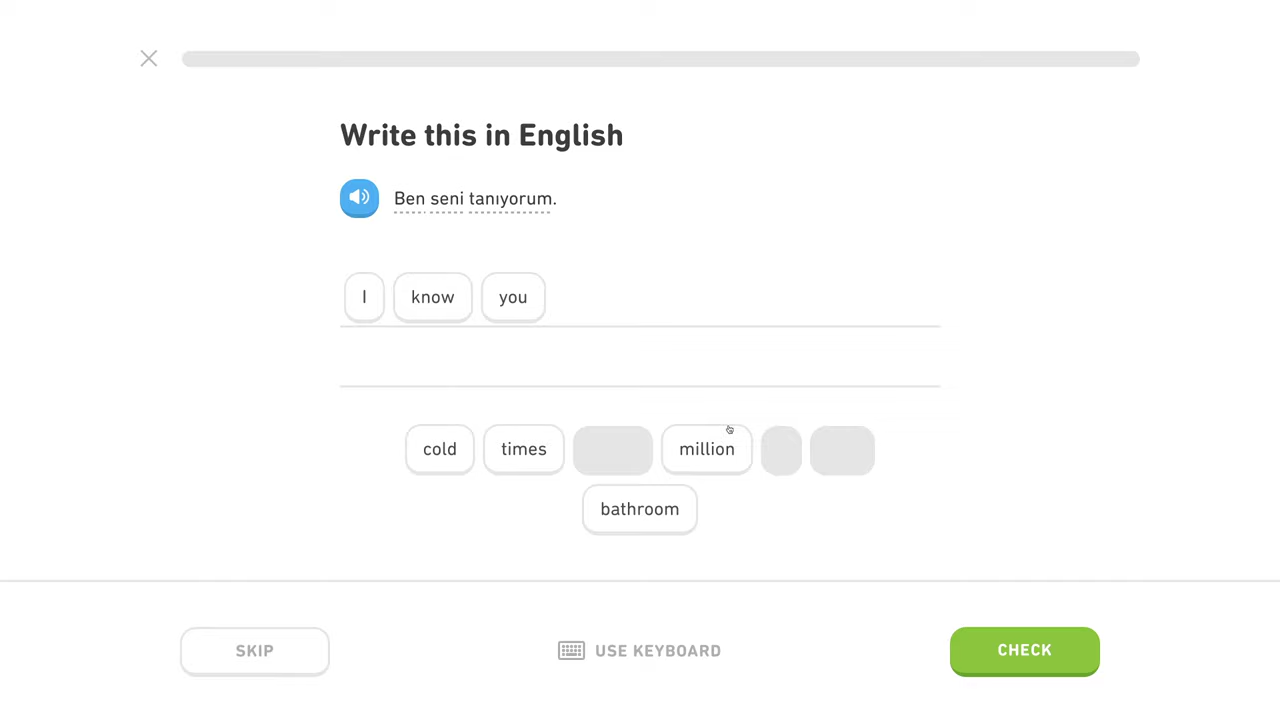 Write this in English
Ben seni tanıyorum.
I know you
cold times million
bathroom
SKIP USE KEYBOARD CHECK